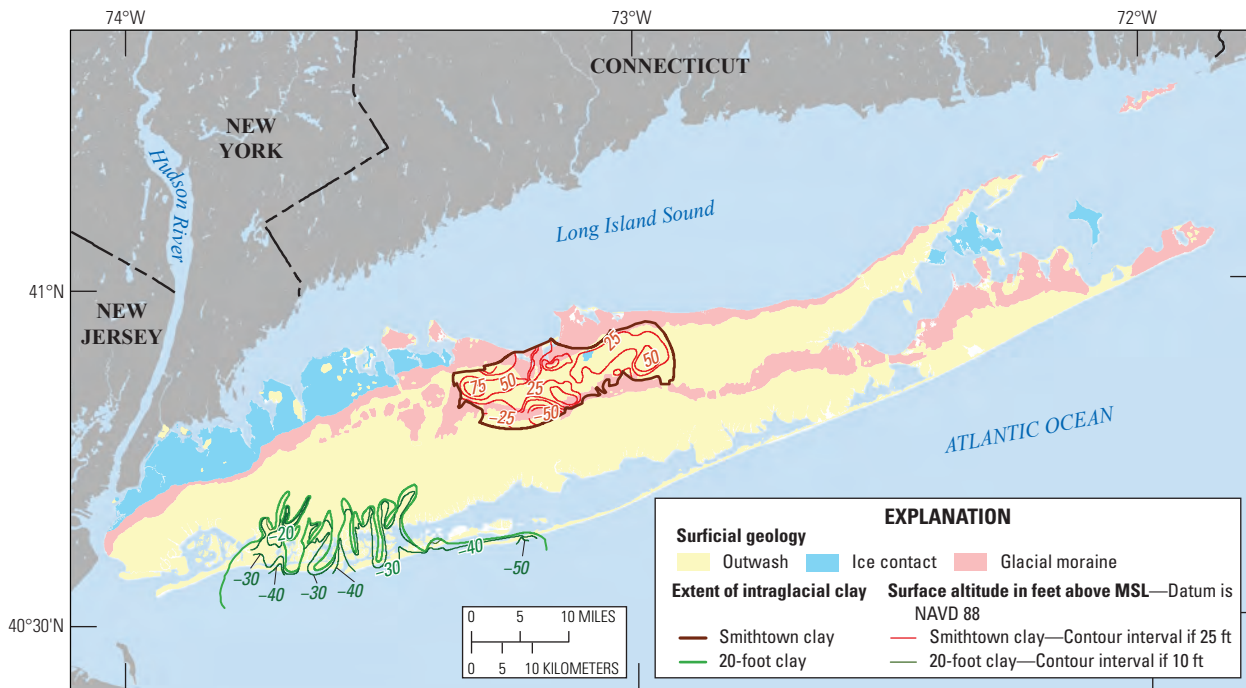 74°W
73°W
72°W
CONNECTICUT
NEW
YORK
Hudson River
Long Island Sound
41°N
NEW
JERSEY
25
50
75
50
25
−25
−50
ATLANTIC OCEAN
−20
−40
−30
−30
−50
−40
−30
−40
40°30'N
0 5 10 MILES
0 5 10 KILOMETERS
EXPLANATION
Surficial geology
Outwash
Ice contact
Glacial moraine
Extent of intraglacial clay
Smithtown clay
20-foot clay
Surface altitude in feet above MSL—Datum is
NAVD 88
Smithtown clay—Contour interval if 25 ft
20-foot clay—Contour interval if 10 ft